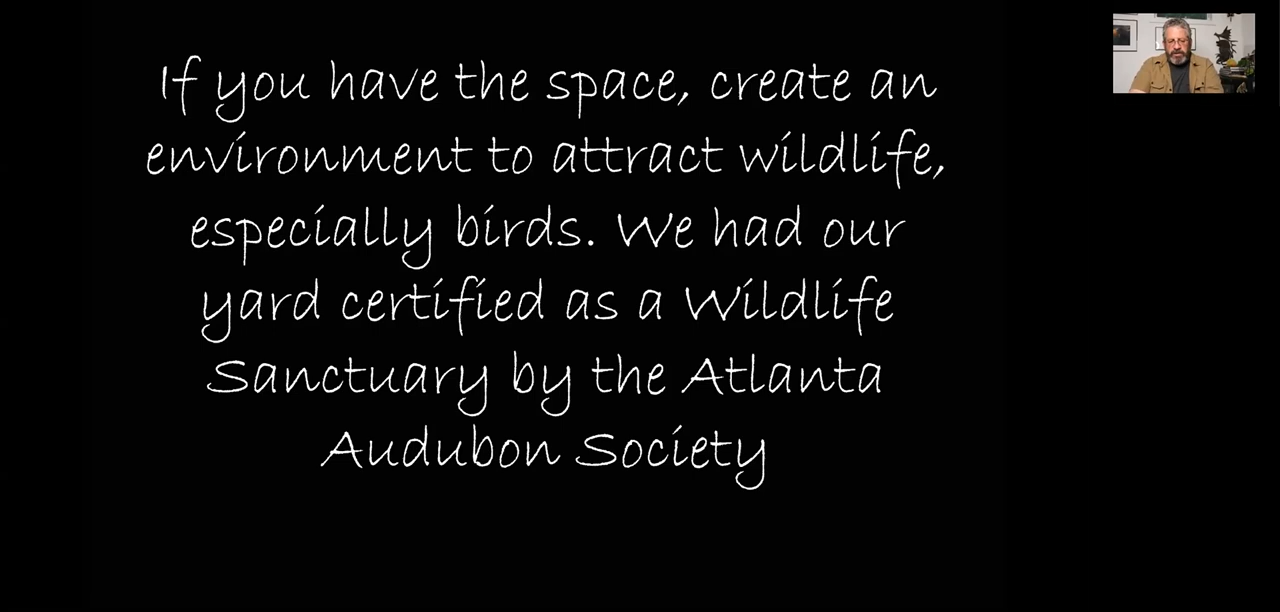 If you have the space, create an
environment to attract wildlife,
especially birds. We had our
yard certified as a Wildlife
Sanctuary by the Atlanta
Audubon Society